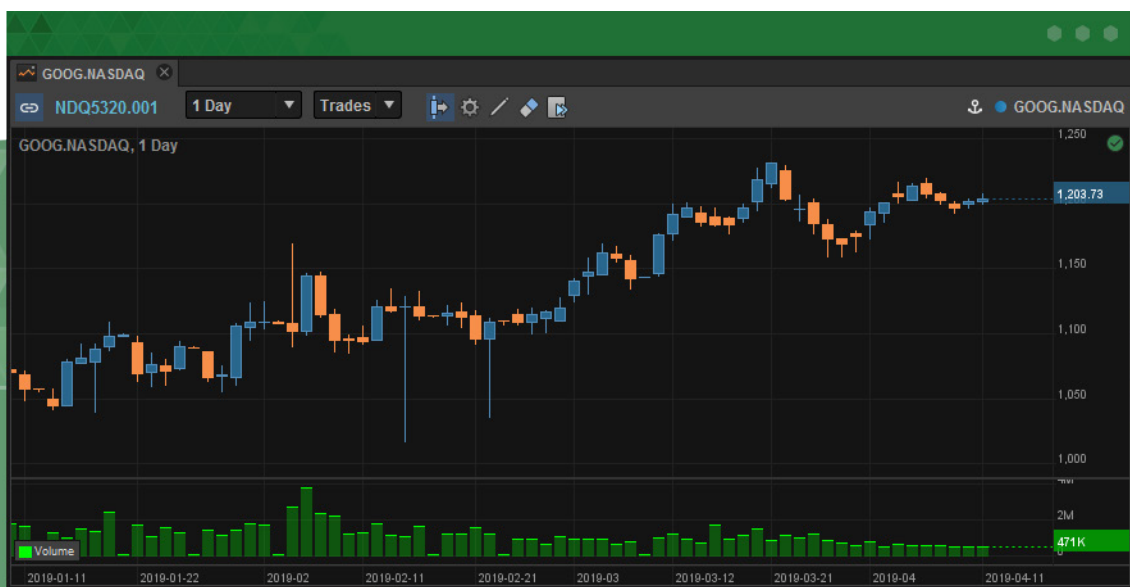 GOOG.NASDAQ
NDQ5320.001 1 Day Trades GOOG.NASDAQ
GOOG.NASDAQ, 1 Day
1,250
1,203.73
1,150
1,100
1,050
1,000
4M
2M
471K
0
Volume
2019-01-11 2019-01-22 2019-02 2019-02-11 2019-02-21 2019-03 2019-03-12 2019-03-21 2019-04 2019-04-11